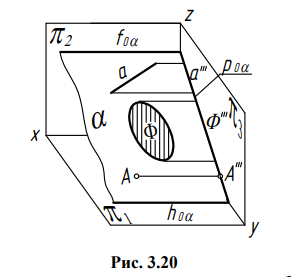 π₂ f₀α z
a a‴ p₀α
α Φ Φ‴ π₃
x
A A‴
π₁ h₀α y
Рис. 3.20